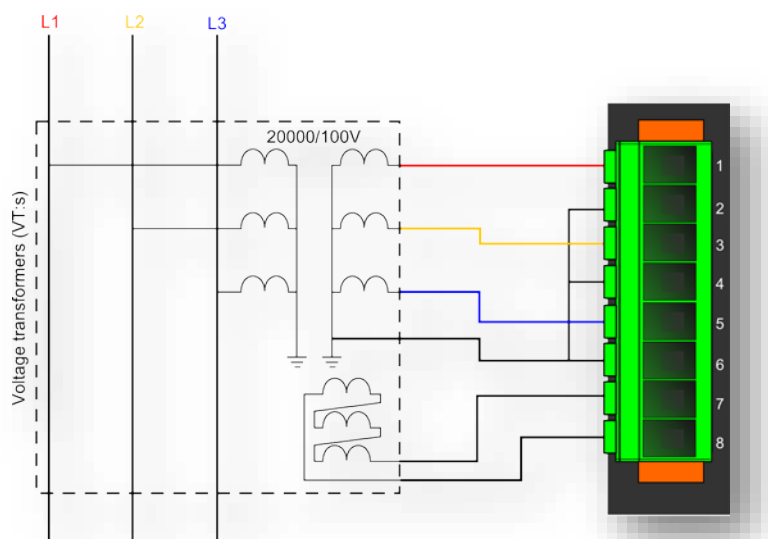 L1 L2 L3
20000/100V
Voltage transformers (VT:s)
1
2
3
4
5
6
7
8